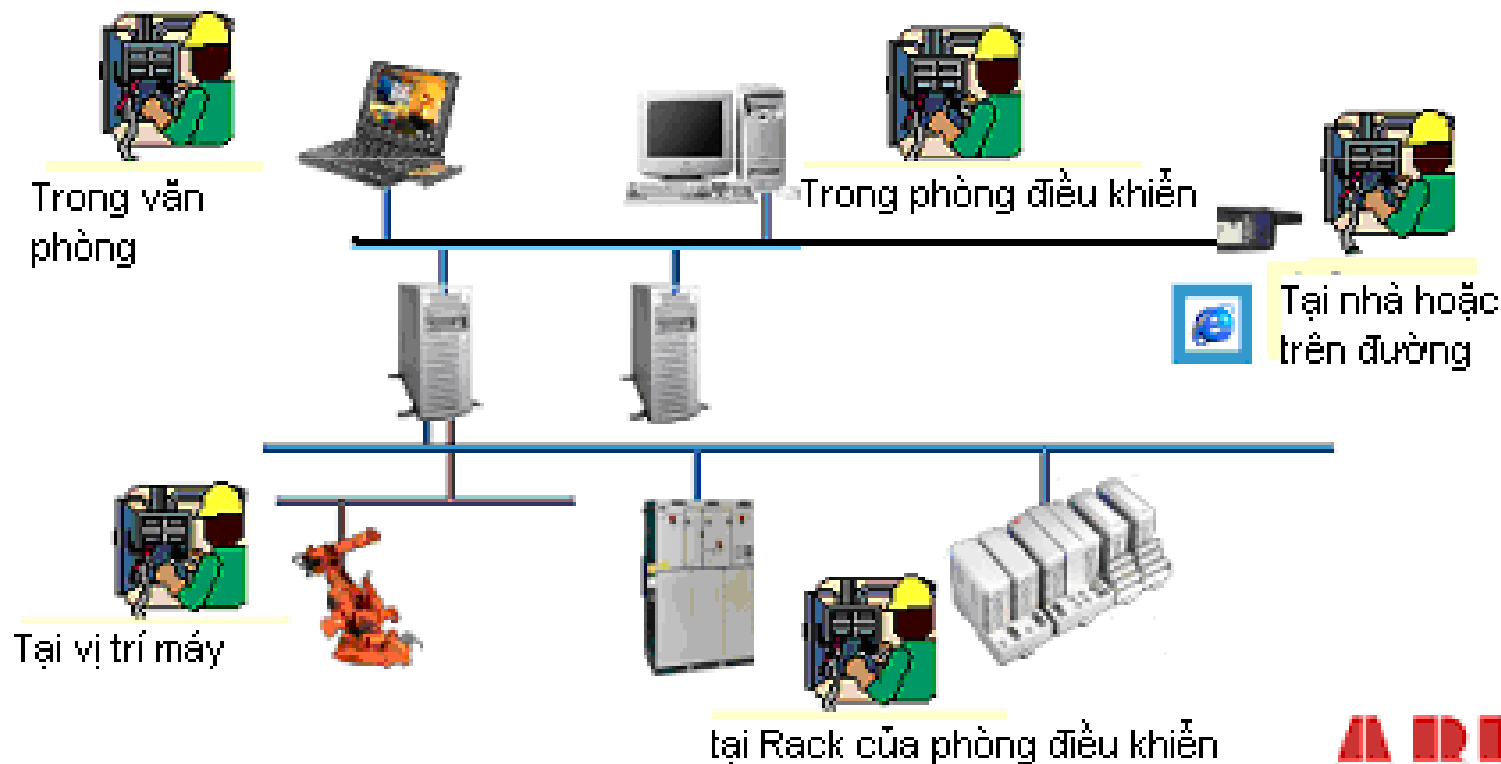 Trong văn
phòng
Trong phòng điều khiển
Tại nhà hoặc
trên đường
Tại vị trí máy
tại Rack của phòng điều khiển